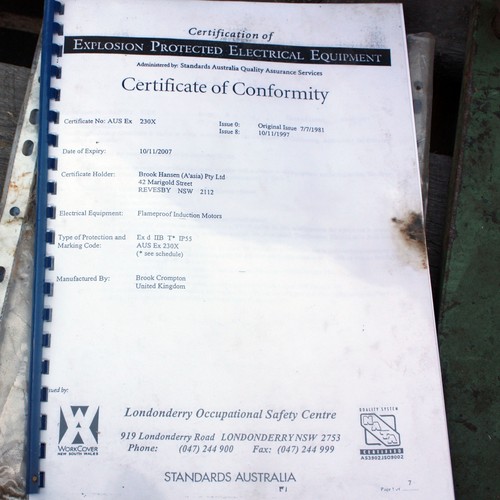 Certification of
EXPLOSION PROTECTED ELECTRICAL EQUIPMENT
Administered by: Standards Australia Quality Assurance Services
Certificate of Conformity
Certificate No: AUS Ex 230X
Issue 0: Original Issue 7/7/1981
Issue 8: 10/11/1997
Date of Expiry: 10/11/2007
Certificate Holder: Brook Hansen (A'asia) Pty Ltd
42 Marigold Street
REVESBY NSW 2112
Electrical Equipment: Flameproof Induction Motors
Type of Protection and Marking Code: Ex d IIB T* IP55
AUS Ex 230X
(* see schedule)
Manufactured By: Brook Crompton
United Kingdom
by:
Londonderry Occupational Safety Centre
919 Londonderry Road LONDONDERRY NSW 2753
Phone: (047) 244 900 Fax: (047) 244 999
WORKCOVER
NEW SOUTH WALES
QUALITY SYSTEM
CERTIFIED
STANDARDS AUSTRALIA
Page 1 of